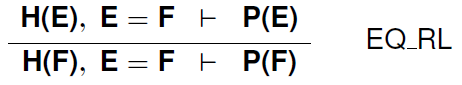 H(E), E = F ⊢ P(E)
EQ_RL
H(F), E = F ⊢ P(F)